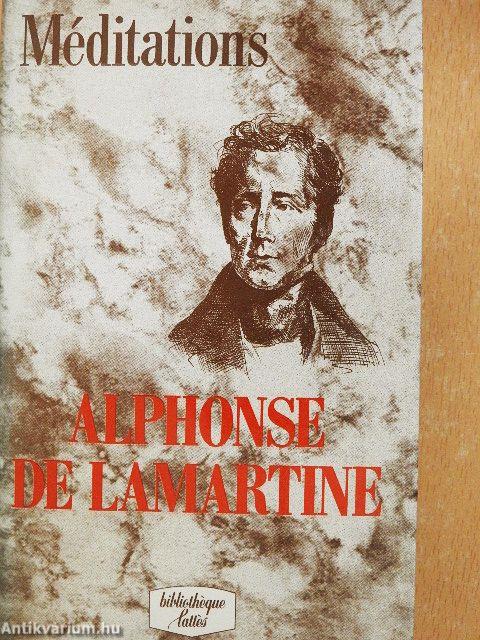 Méditations
ALPHONSE
DE LAMARTINE
bibliothèque
Lattès
Antikvarium.hu